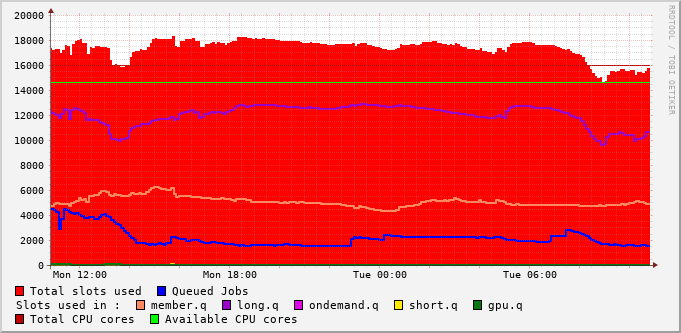 20000
18000
16000
14000
12000
10000
8000
6000
4000
2000
0
Mon 12:00 Mon 18:00 Tue 00:00 Tue 06:00
RRDTOOL / TOBI OETIKER
Total slots used Queued Jobs
Slots used in : member.q long.q ondemand.q short.q gpu.q
Total CPU cores Available CPU cores